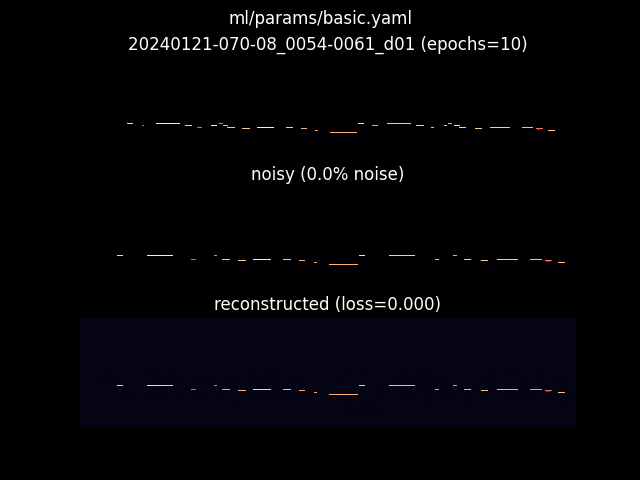 ml/params/basic.yaml
20240121-070-08_0054-0061_d01 (epochs=10)
noisy (0.0% noise)
reconstructed (loss=0.000)